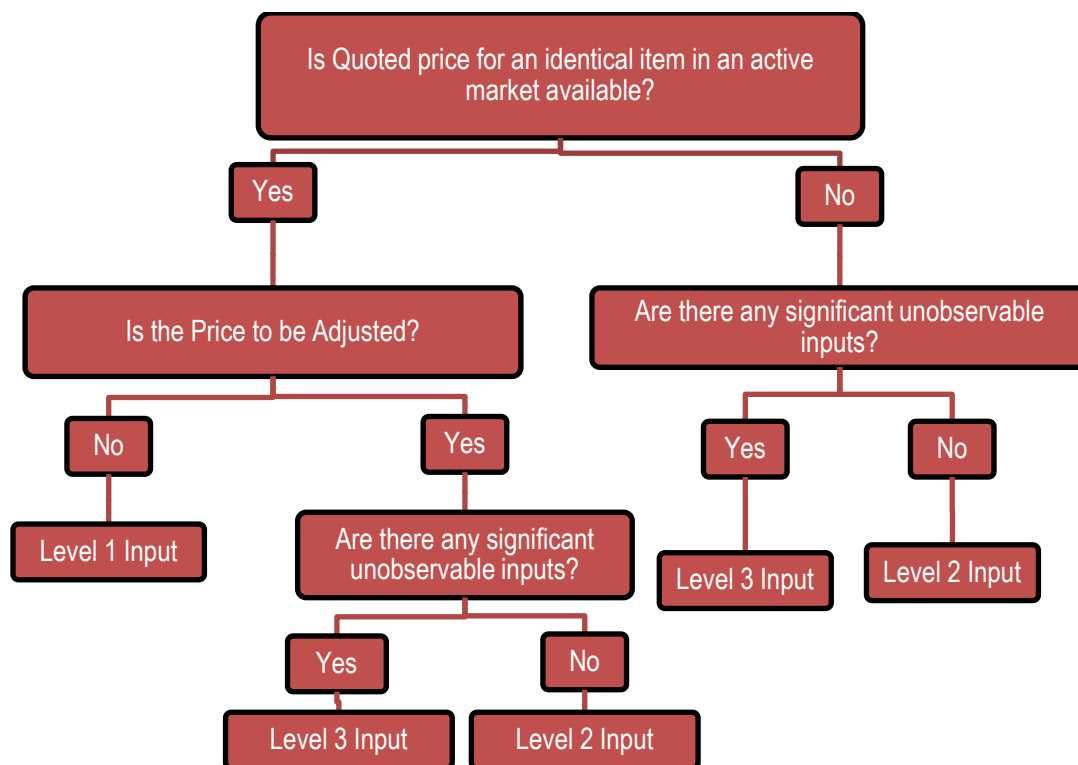 Is Quoted price for an identical item in an active
market available?
Yes
No
Is the Price to be Adjusted?
Are there any significant unobservable
inputs?
No
Yes
Yes
No
Level 1 Input
Are there any significant
unobservable inputs?
Level 3 Input
Level 2 Input
Yes
No
Level 3 Input
Level 2 Input